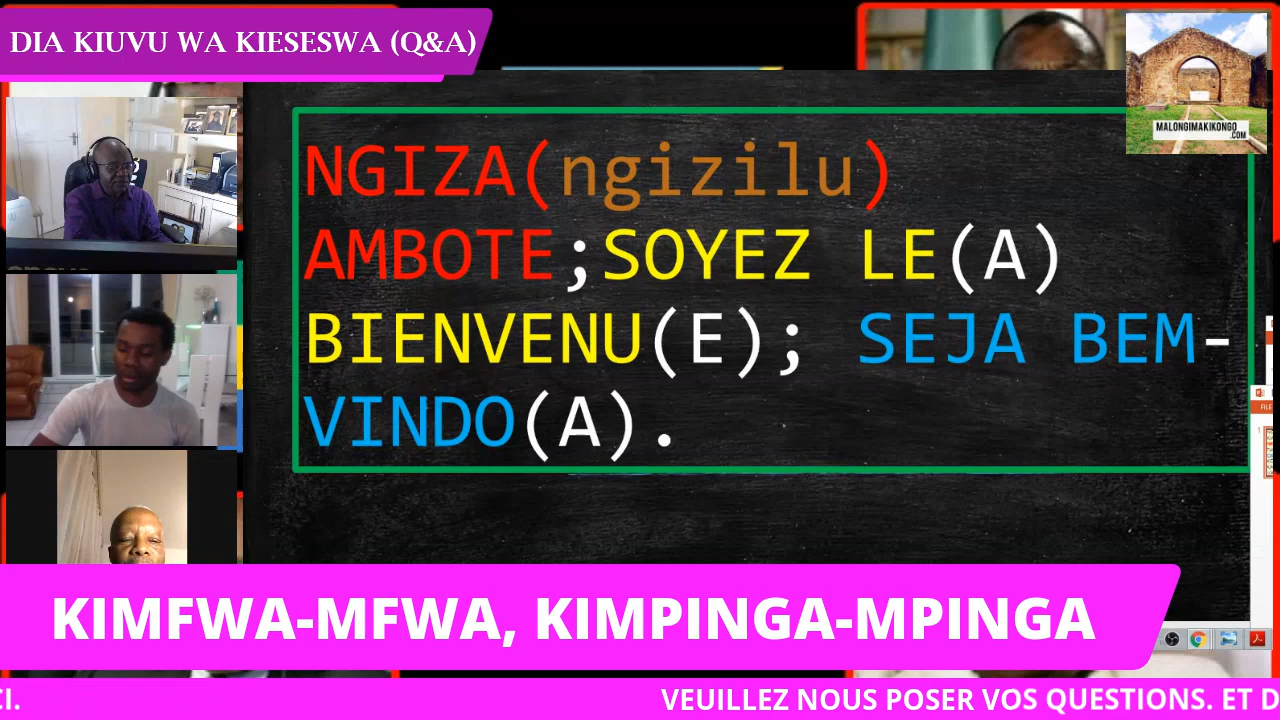 DIA KIUVU WA KIESESWA (Q&A)
MALONGIMAKIKONGO
.COM
NGIZA(ngizilu)
AMBOTE;SOYEZ LE(A)
BIENVENU(E); SEJA BEM-
VINDO(A).
FILE
KIMFWA-MFWA, KIMPINGA-MPINGA
CI.
VEUILLEZ NOUS POSER VOS QUESTIONS. ET D